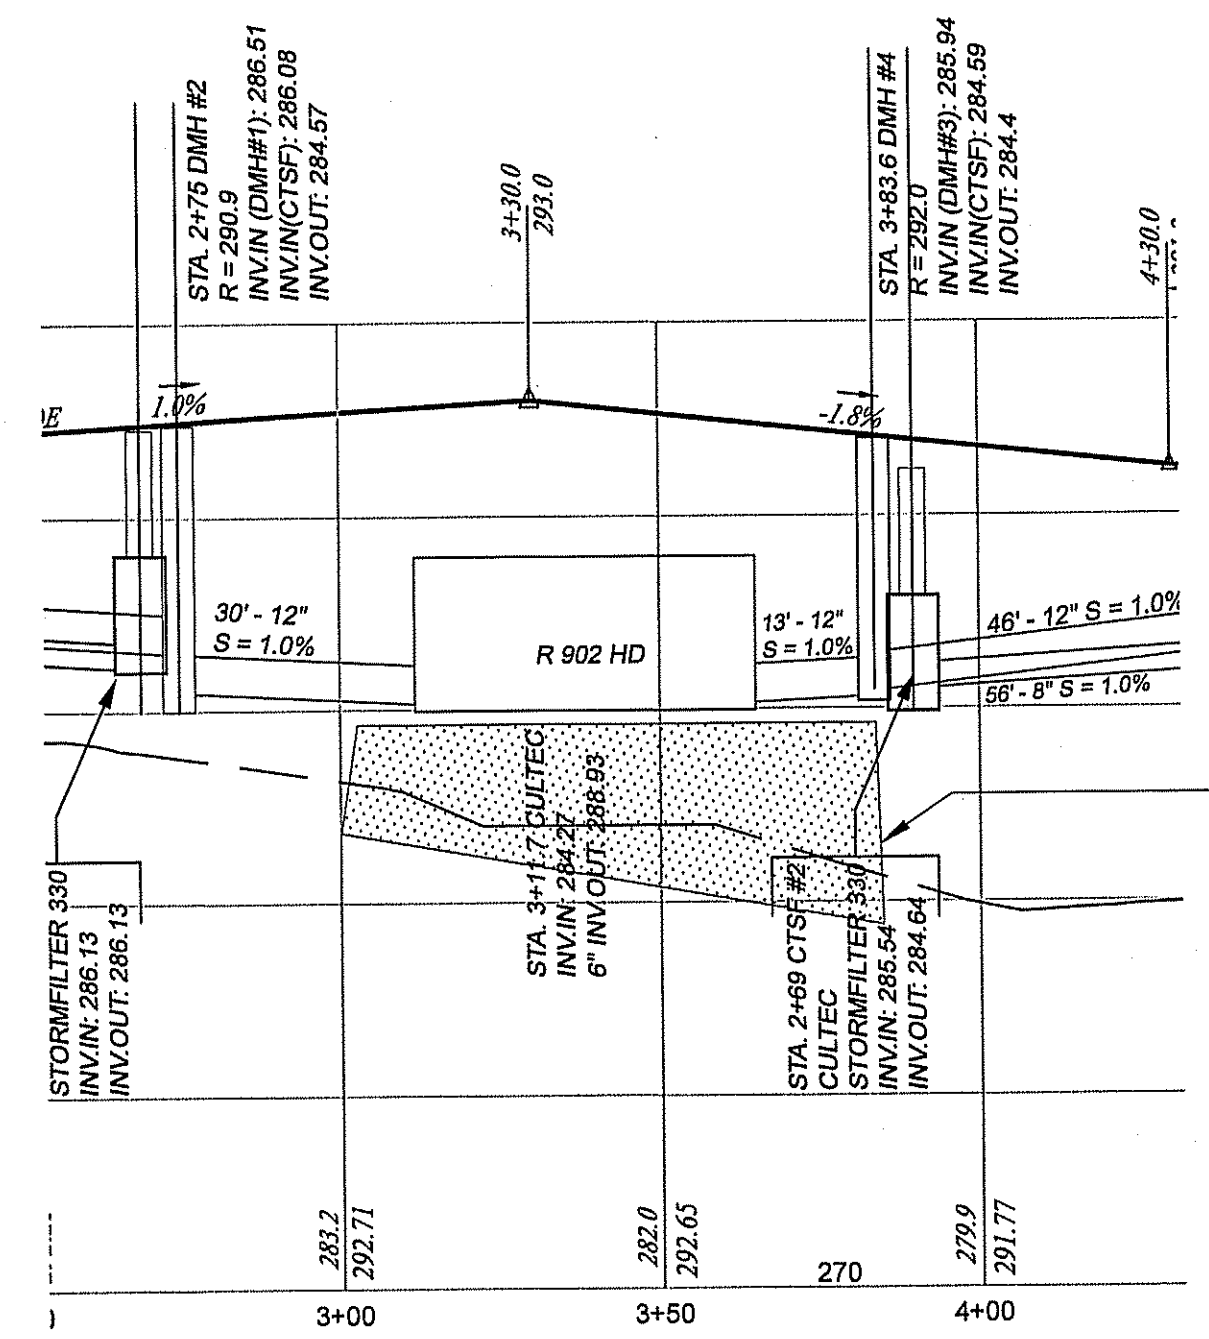 STA. 2+75 DMH #2
R = 290.9
INV.IN (DMH#1): 286.51
INV.IN(CTSF): 286.08
INV.OUT: 284.57
3+30.0
293.0
STA. 3+83.6 DMH #4
R = 292.0
INV.IN (DMH#3): 285.94
INV.IN(CTSF): 284.59
INV.OUT: 284.4
4+30.0
1.0%
-1.8%
30' - 12"
S = 1.0%
R 902 HD
13' - 12"
S = 1.0%
46' - 12" S = 1.0%
56' - 8" S = 1.0%
STORMFILTER 330
INV.IN: 286.13
INV.OUT: 286.13
STA. 3+11.7 CULTEC
INV.IN: 284.27
6" INV.OUT: 288.93
STA. 2+69 CTSF #2
CULTEC
STORMFILTER 330
INV.IN: 285.54
INV.OUT: 284.64
283.2
292.71
282.0
292.65
279.9
291.77
270
3+00
3+50
4+00